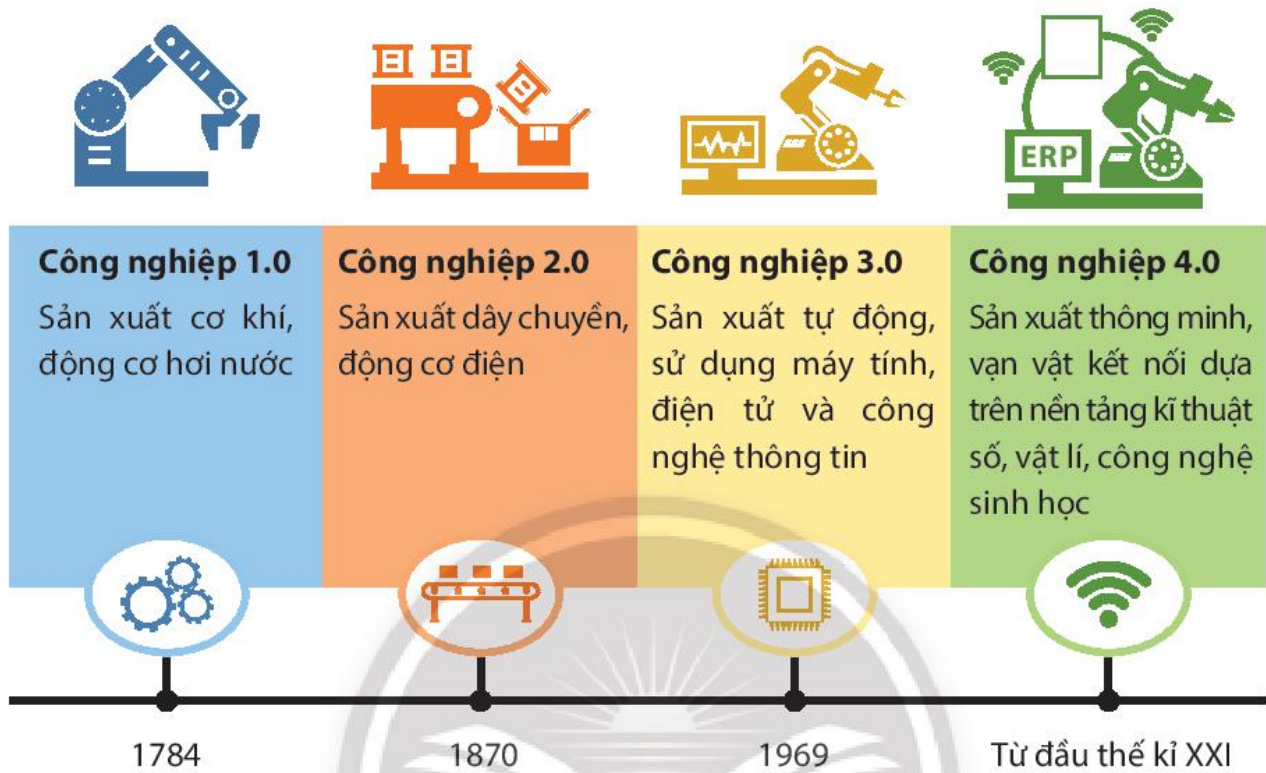 ERP
Công nghiệp 1.0
Sản xuất cơ khí,
động cơ hơi nước
Công nghiệp 2.0
Sản xuất dây chuyền,
động cơ điện
Công nghiệp 3.0
Sản xuất tự động,
sử dụng máy tính,
điện tử và công
nghệ thông tin
Công nghiệp 4.0
Sản xuất thông minh,
vạn vật kết nối dựa
trên nền tảng kĩ thuật
số, vật lí, công nghệ
sinh học
1784
1870
1969
Từ đầu thế kỉ XXI